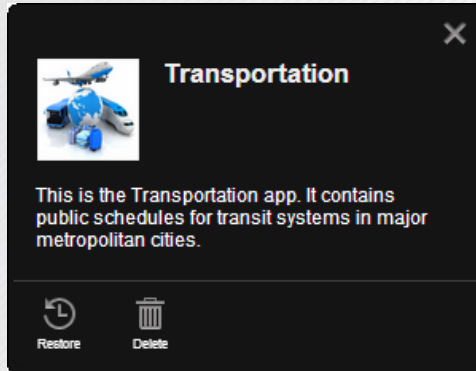 Transportation
This is the Transportation app. It contains
public schedules for transit systems in major
metropolitan cities.
Restore
Delete